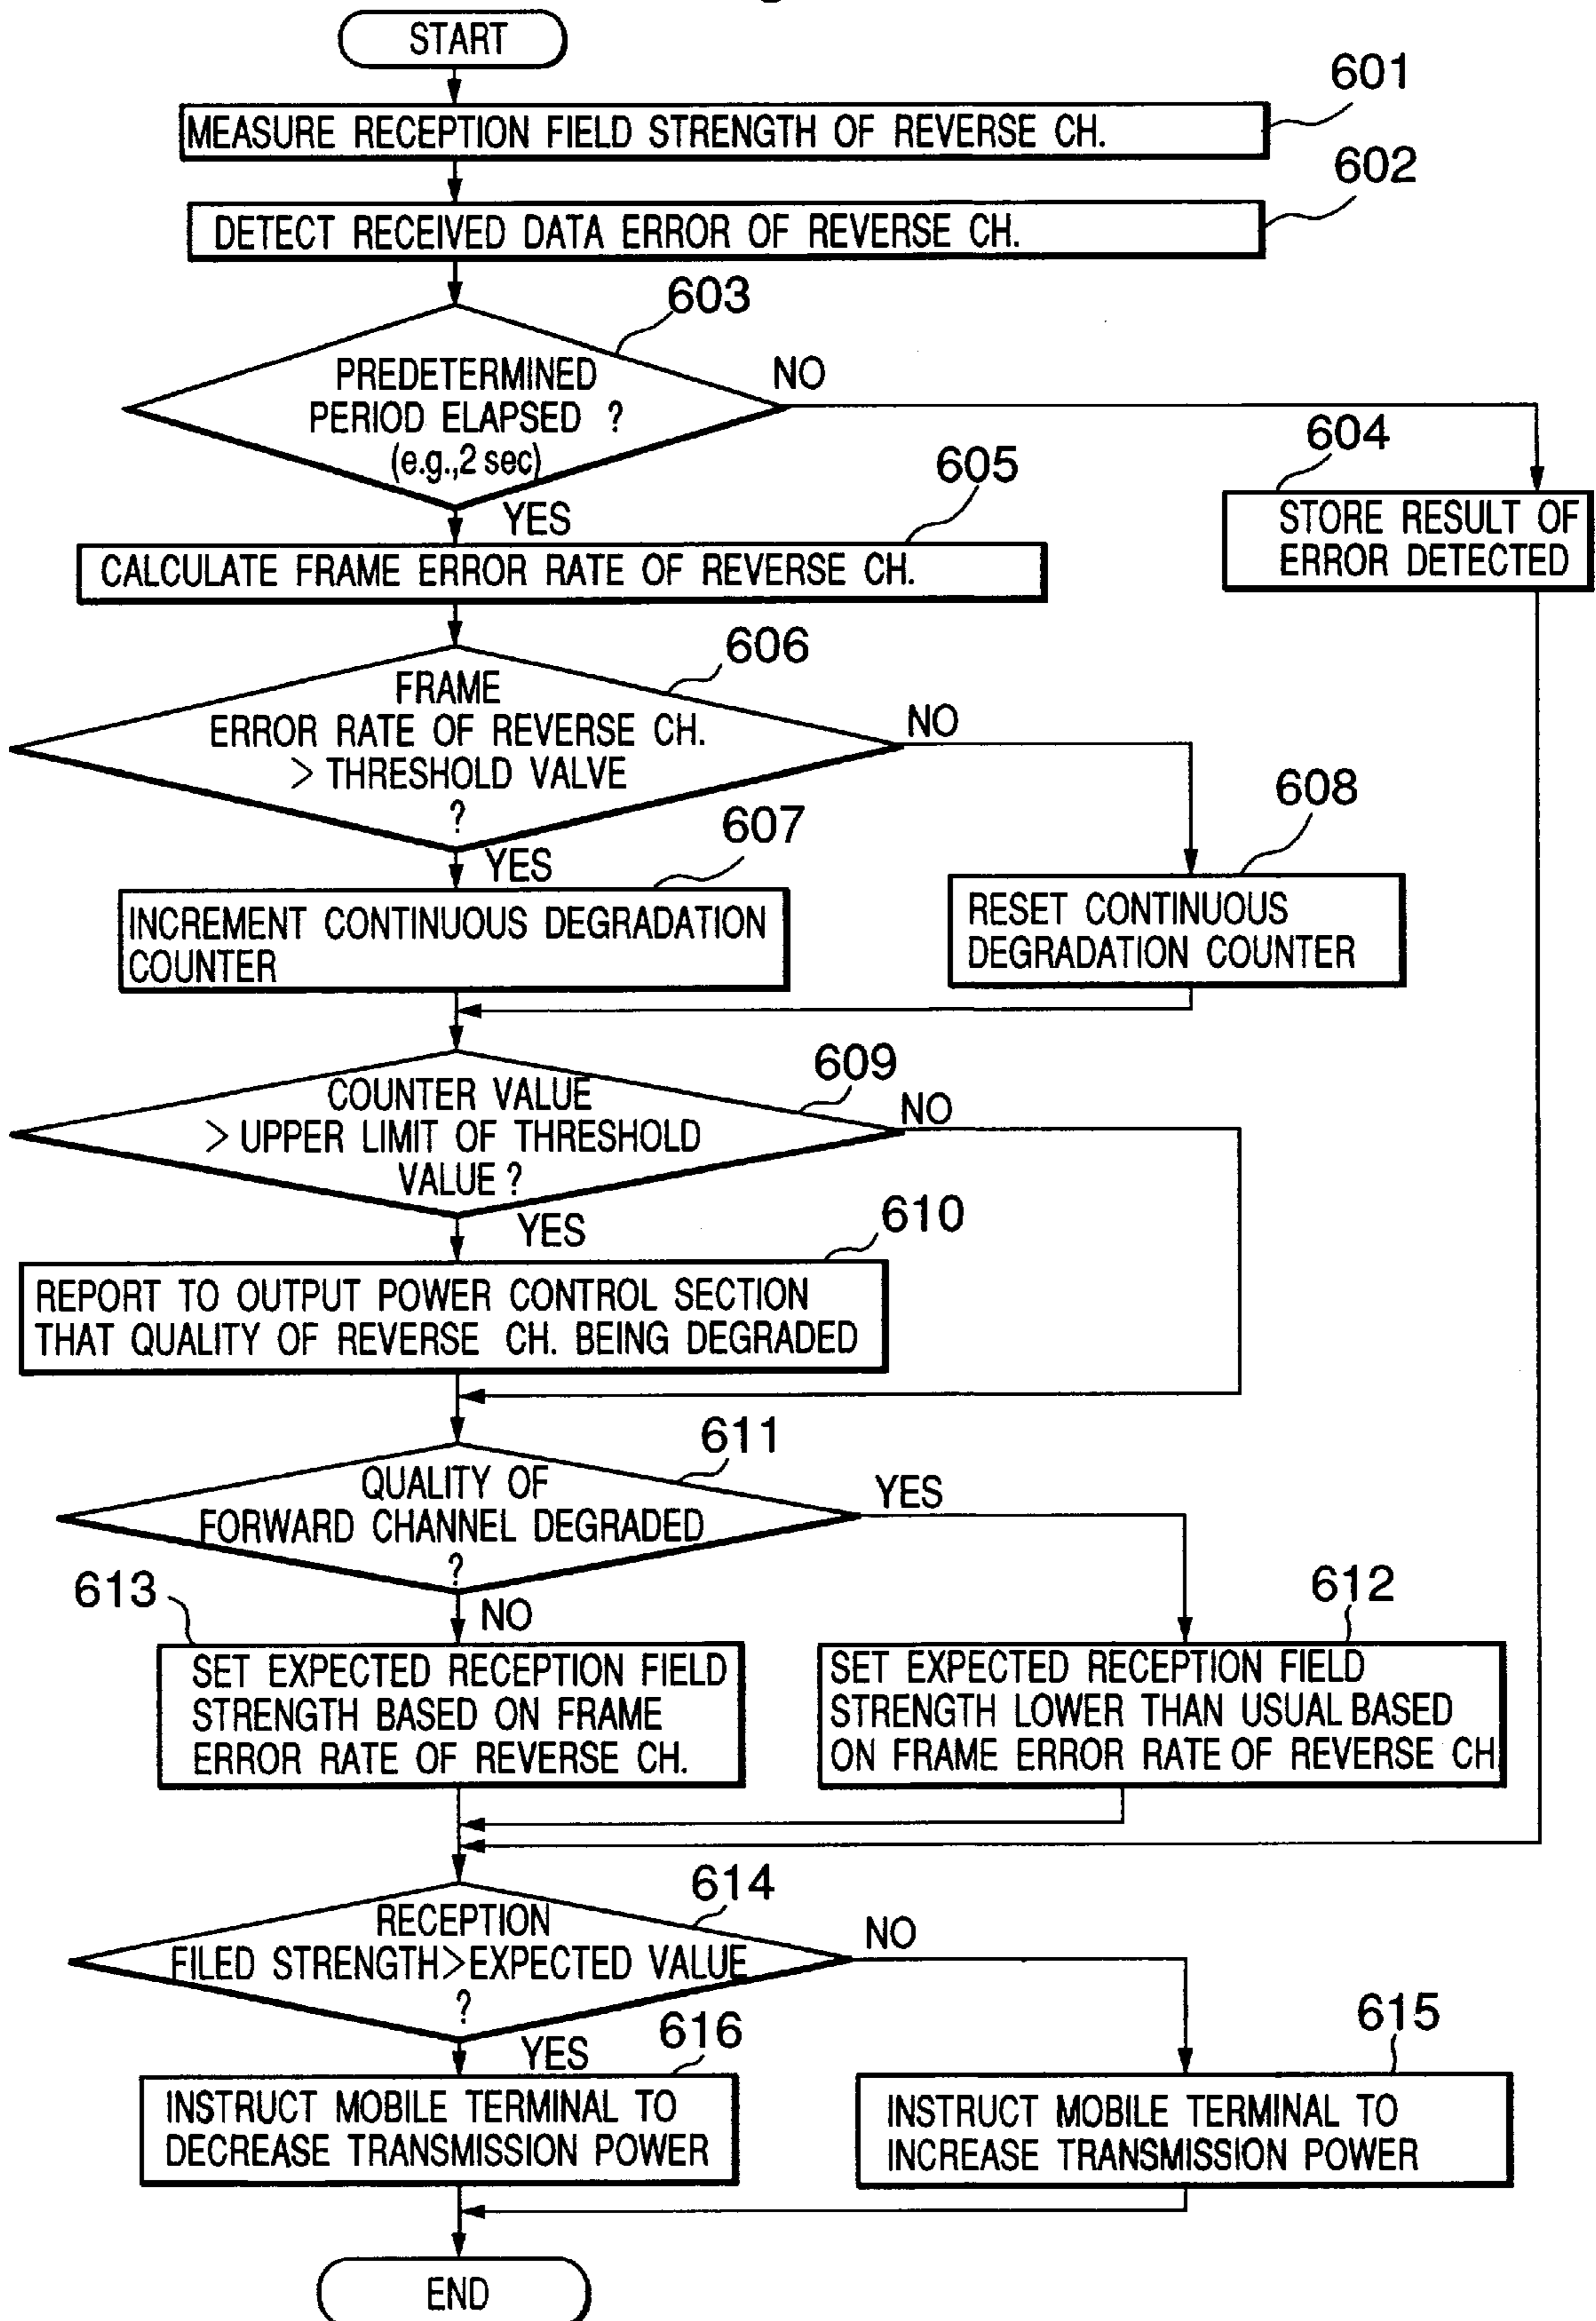 START
601
MEASURE RECEPTION FIELD STRENGTH OF REVERSE CH.
602
DETECT RECEIVED DATA ERROR OF REVERSE CH.
603
PREDETERMINED
PERIOD ELAPSED ?
(e.g.,2 sec)
NO
YES
604
STORE RESULT OF
ERROR DETECTED
605
CALCULATE FRAME ERROR RATE OF REVERSE CH.
606
FRAME
ERROR RATE OF REVERSE CH.
> THRESHOLD VALVE
?
NO
YES
607
INCREMENT CONTINUOUS DEGRADATION
COUNTER
608
RESET CONTINUOUS
DEGRADATION COUNTER
609
COUNTER VALUE
> UPPER LIMIT OF THRESHOLD
VALUE ?
NO
YES
610
REPORT TO OUTPUT POWER CONTROL SECTION
THAT QUALITY OF REVERSE CH. BEING DEGRADED
611
QUALITY OF
FORWARD CHANNEL DEGRADED
?
YES
NO
613
SET EXPECTED RECEPTION FIELD
STRENGTH BASED ON FRAME
ERROR RATE OF REVERSE CH.
612
SET EXPECTED RECEPTION FIELD
STRENGTH LOWER THAN USUAL BASED
ON FRAME ERROR RATE OF REVERSE CH
614
RECEPTION
FILED STRENGTH>EXPECTED VALUE
?
NO
YES
616
INSTRUCT MOBILE TERMINAL TO
DECREASE TRANSMISSION POWER
615
INSTRUCT MOBILE TERMINAL TO
INCREASE TRANSMISSION POWER
END